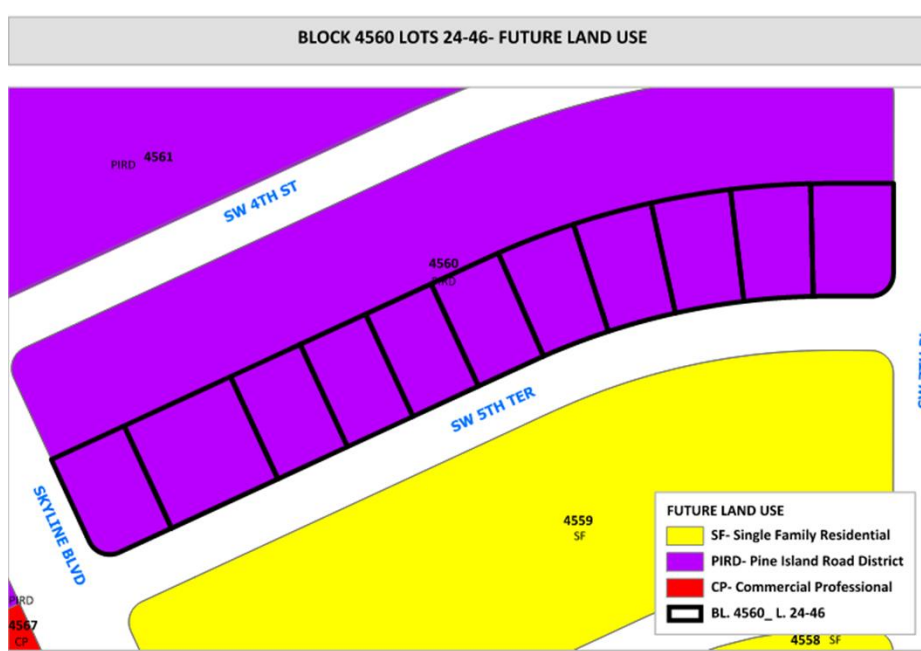 BLOCK 4560 LOTS 24-46- FUTURE LAND USE
PIRD 4561
SW 4TH ST
4560
PIRD
SW 5TH TER
SKYLINE BLVD
4559
SF
PIRD
4567
CP
FUTURE LAND USE
SF- Single Family Residential
PIRD- Pine Island Road District
CP- Commercial Professional
BL. 4560_ L. 24-46
4558 SF